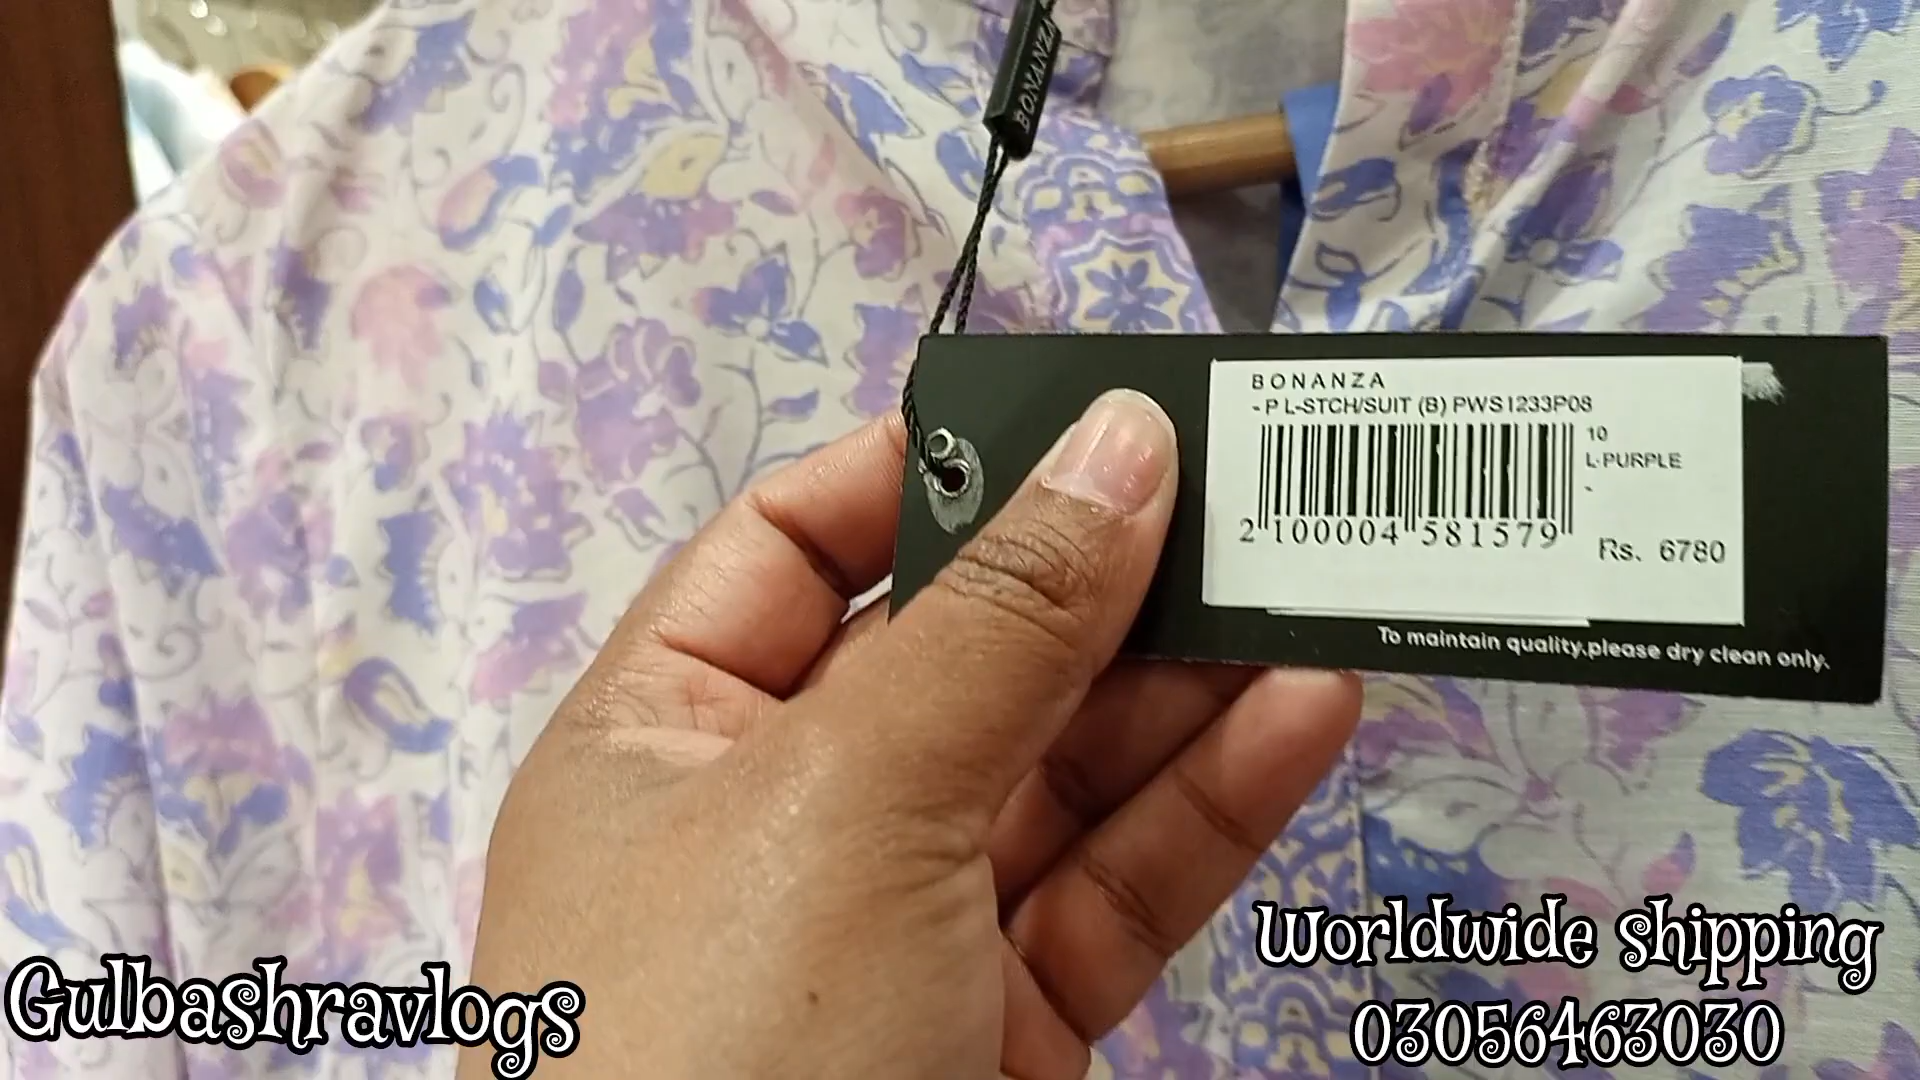 BONANZA
BONANZA
- P L-STCH/SUIT (B) PWS1233P08
10
L-PURPLE
-
2 100004 581579
Rs. 6780
To maintain quality.please dry clean only.
Worldwide shipping
Gulbashravlogs
03056463030